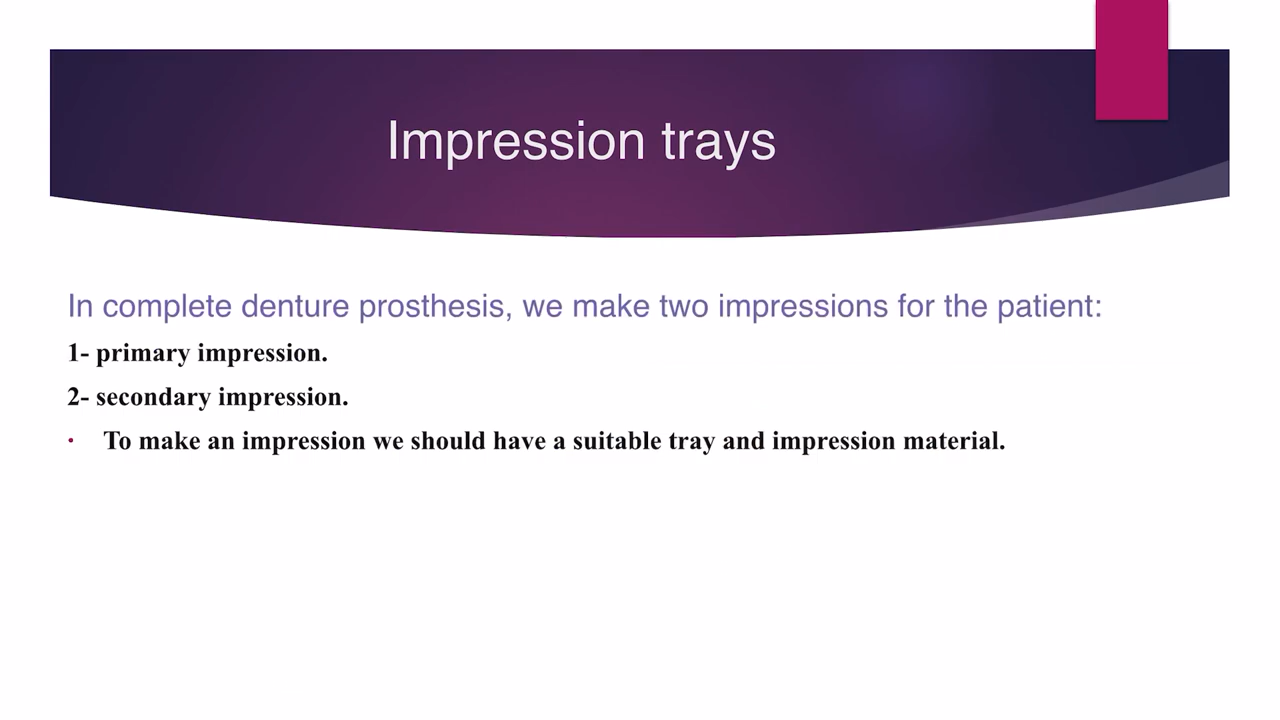 Impression trays
In complete denture prosthesis, we make two impressions for the patient:
1- primary impression.
2- secondary impression.
• To make an impression we should have a suitable tray and impression material.